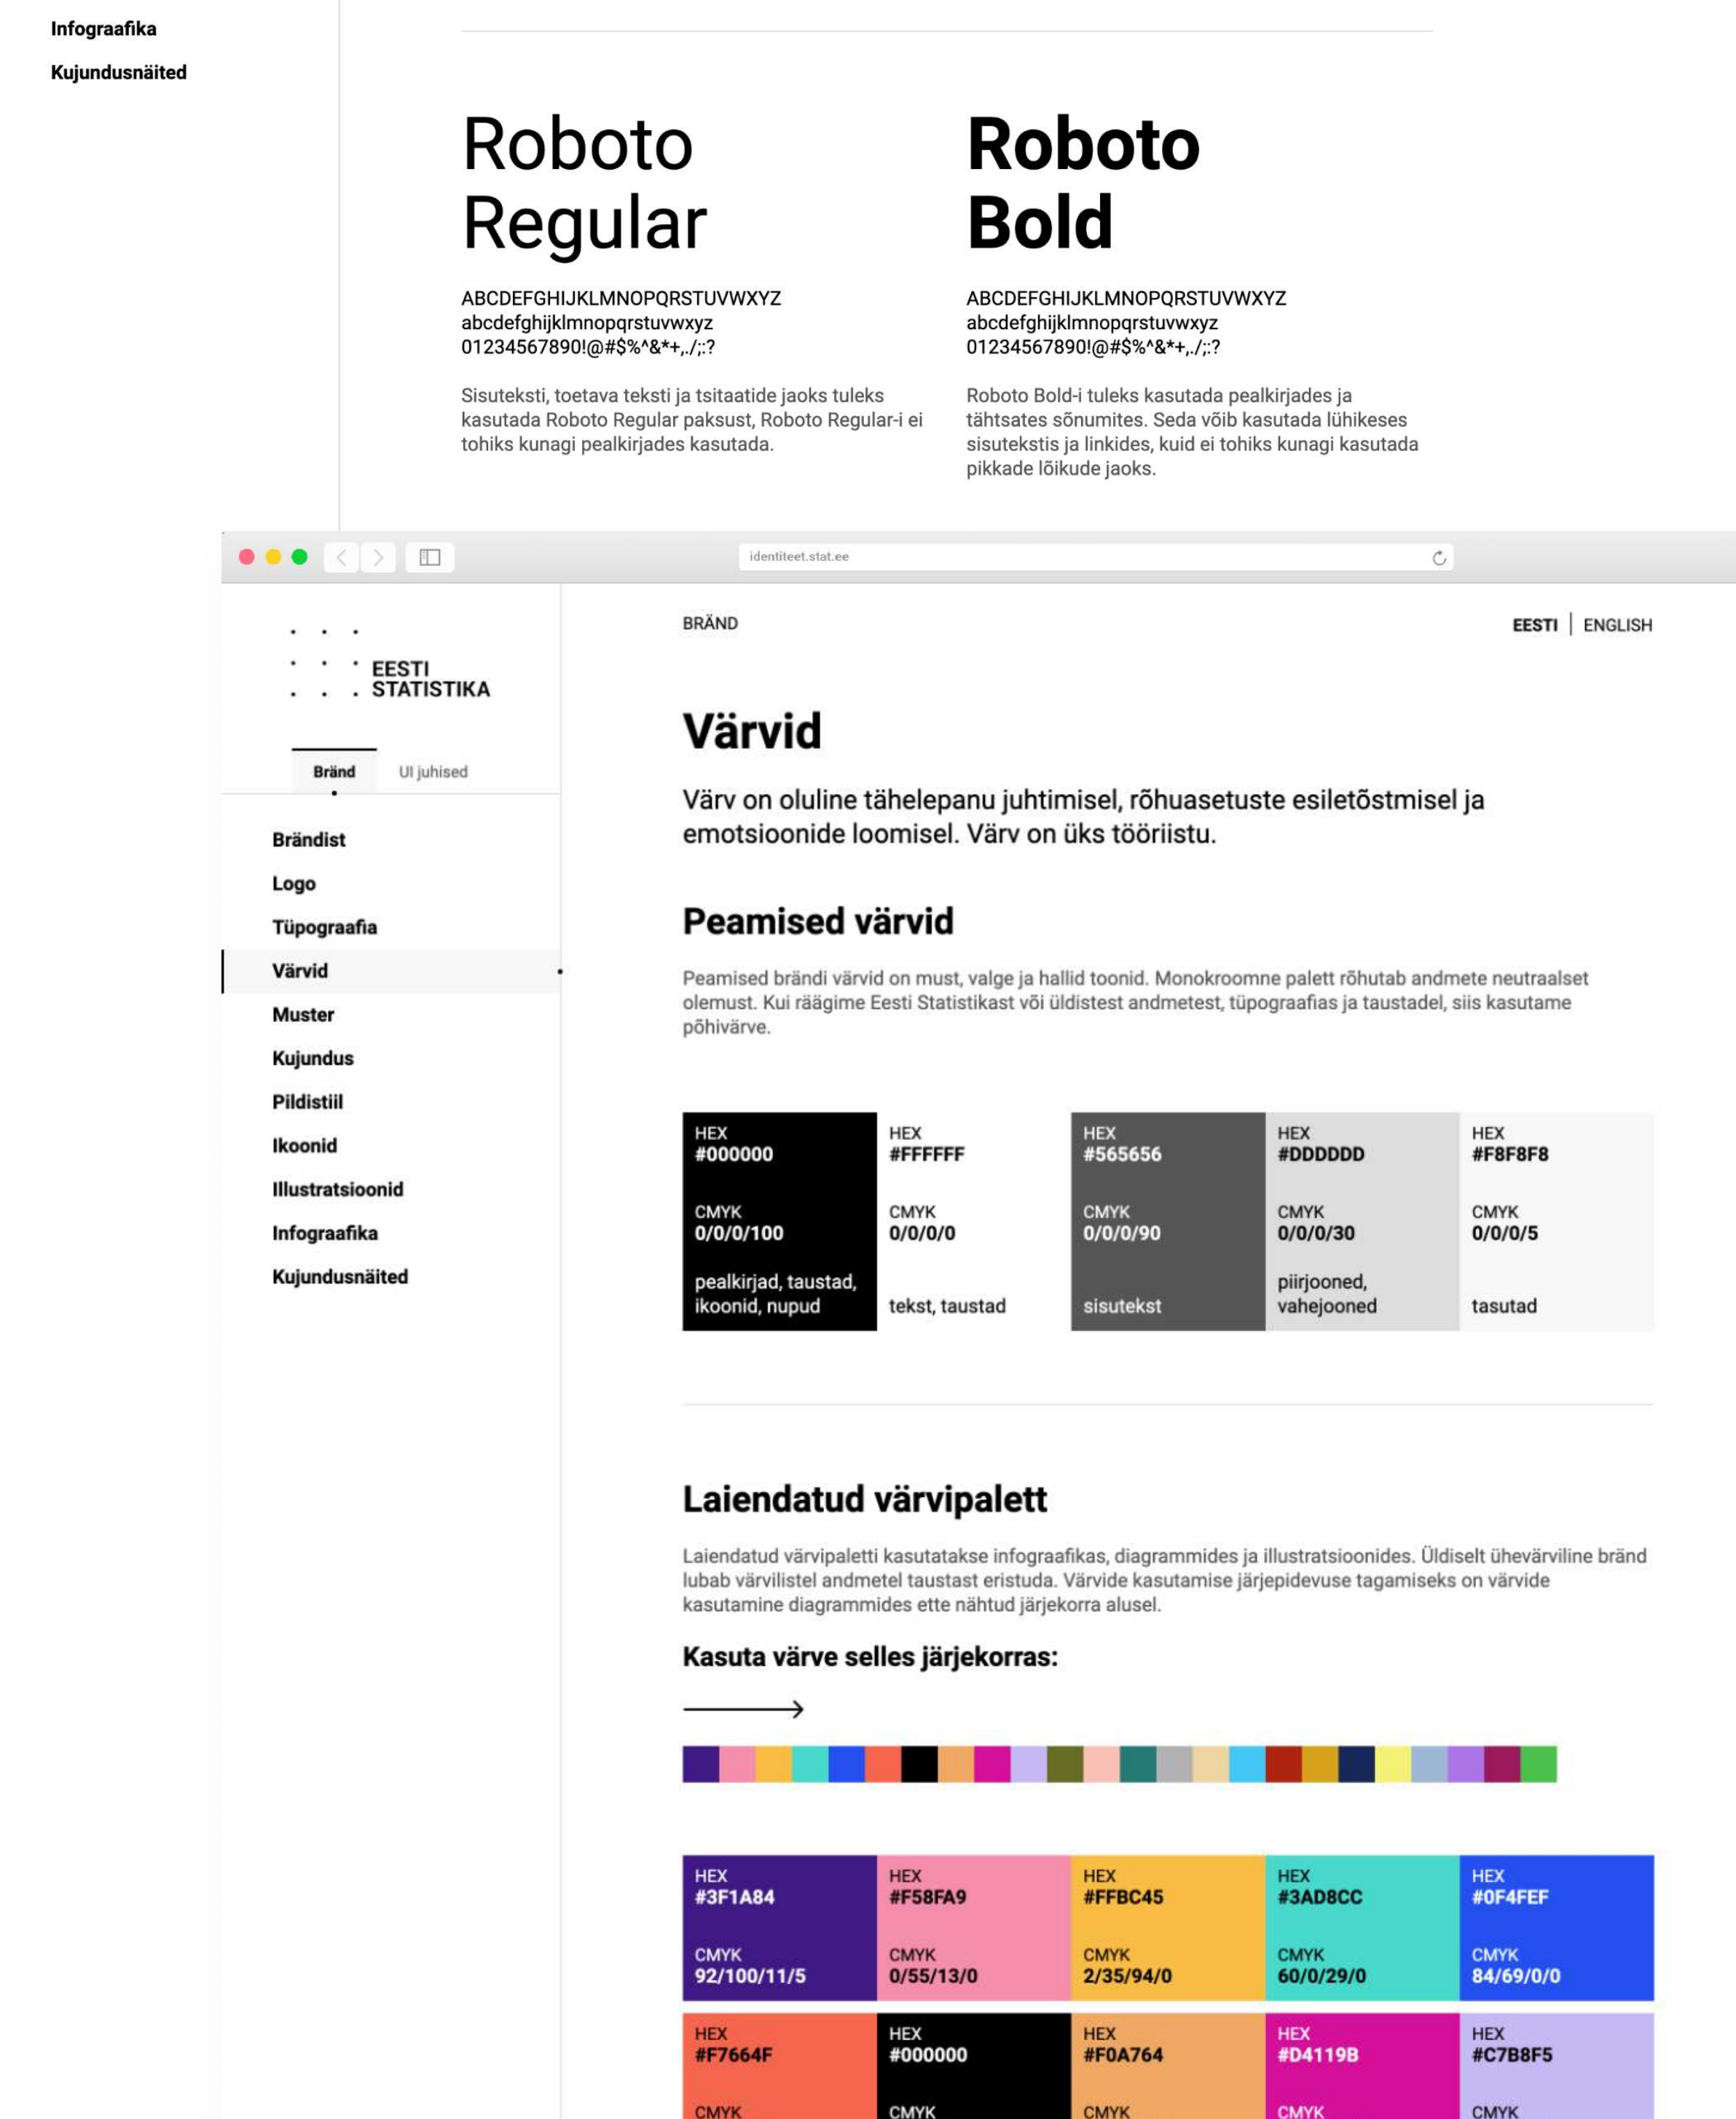 Infograafika
Kujundusnäited
Roboto
Regular
ABCDEFGHIJKLMNOPQRSTUVWXYZ
abcdefghijklmnopqrstuvwxyz
01234567890!@#$%^&*+,./;:?
Sisuteksti, toetava teksti ja tsitaatide jaoks tuleks
kasutada Roboto Regular paksust, Roboto Regular-i ei
tohiks kunagi pealkirjades kasutada.
Roboto
Bold
ABCDEFGHIJKLMNOPQRSTUVWXYZ
abcdefghijklmnopqrstuvwxyz
01234567890!@#$%^&*+,./;:?
Roboto Bold-i tuleks kasutada pealkirjades ja
tähtsates sõnumites. Seda võib kasutada lühikeses
sisutekstis ja linkides, kuid ei tohiks kunagi kasutada
pikkade lõikude jaoks.
identiteet.stat.ee
EESTI
STATISTIKA
Bränd
UI juhised
Brändist
Logo
Tüpograafia
Värvid
Muster
Kujundus
Pildistiil
Ikoonid
Illustratsioonid
Infograafika
Kujundusnäited
BRÄND
EESTI | ENGLISH
Värvid
Värv on oluline tähelepanu juhtimisel, rõhuasetuste esiletõstmisel ja
emotsioonide loomisel. Värv on üks tööriistu.
Peamised värvid
Peamised brändi värvid on must, valge ja hallid toonid. Monokroomne palett rõhutab andmete neutraalset
olemust. Kui räägime Eesti Statistikast või üldistest andmetest, tüpograafias ja taustadel, siis kasutame
põhivärve.
HEX
#000000
CMYK
0/0/0/100
pealkirjad, taustad,
ikoonid, nupud
HEX
#FFFFFF
CMYK
0/0/0/0
tekst, taustad
HEX
#565656
CMYK
0/0/0/90
sisutekst
HEX
#DDDDDD
CMYK
0/0/0/30
piirjooned,
vahejooned
HEX
#F8F8F8
CMYK
0/0/0/5
tasutad
Laiendatud värvipalett
Laiendatud värvipaletti kasutatakse infograafikas, diagrammides ja illustratsioonides. Üldiselt ühevärviline bränd
lubab värvilistel andmetel taustast eristuda. Värvide kasutamise järjepidevuse tagamiseks on värvide
kasutamine diagrammides ette nähtud järjekorra alusel.
Kasuta värve selles järjekorras:
HEX
#3F1A84
CMYK
92/100/11/5
HEX
#F58FA9
CMYK
0/55/13/0
HEX
#FFBC45
CMYK
2/35/94/0
HEX
#3AD8CC
CMYK
60/0/29/0
HEX
#0F4FEF
CMYK
84/69/0/0
HEX
#F7664F
CMYK
HEX
#000000
CMYK
HEX
#F0A764
CMYK
HEX
#D4119B
CMYK
HEX
#C7B8F5
CMYK